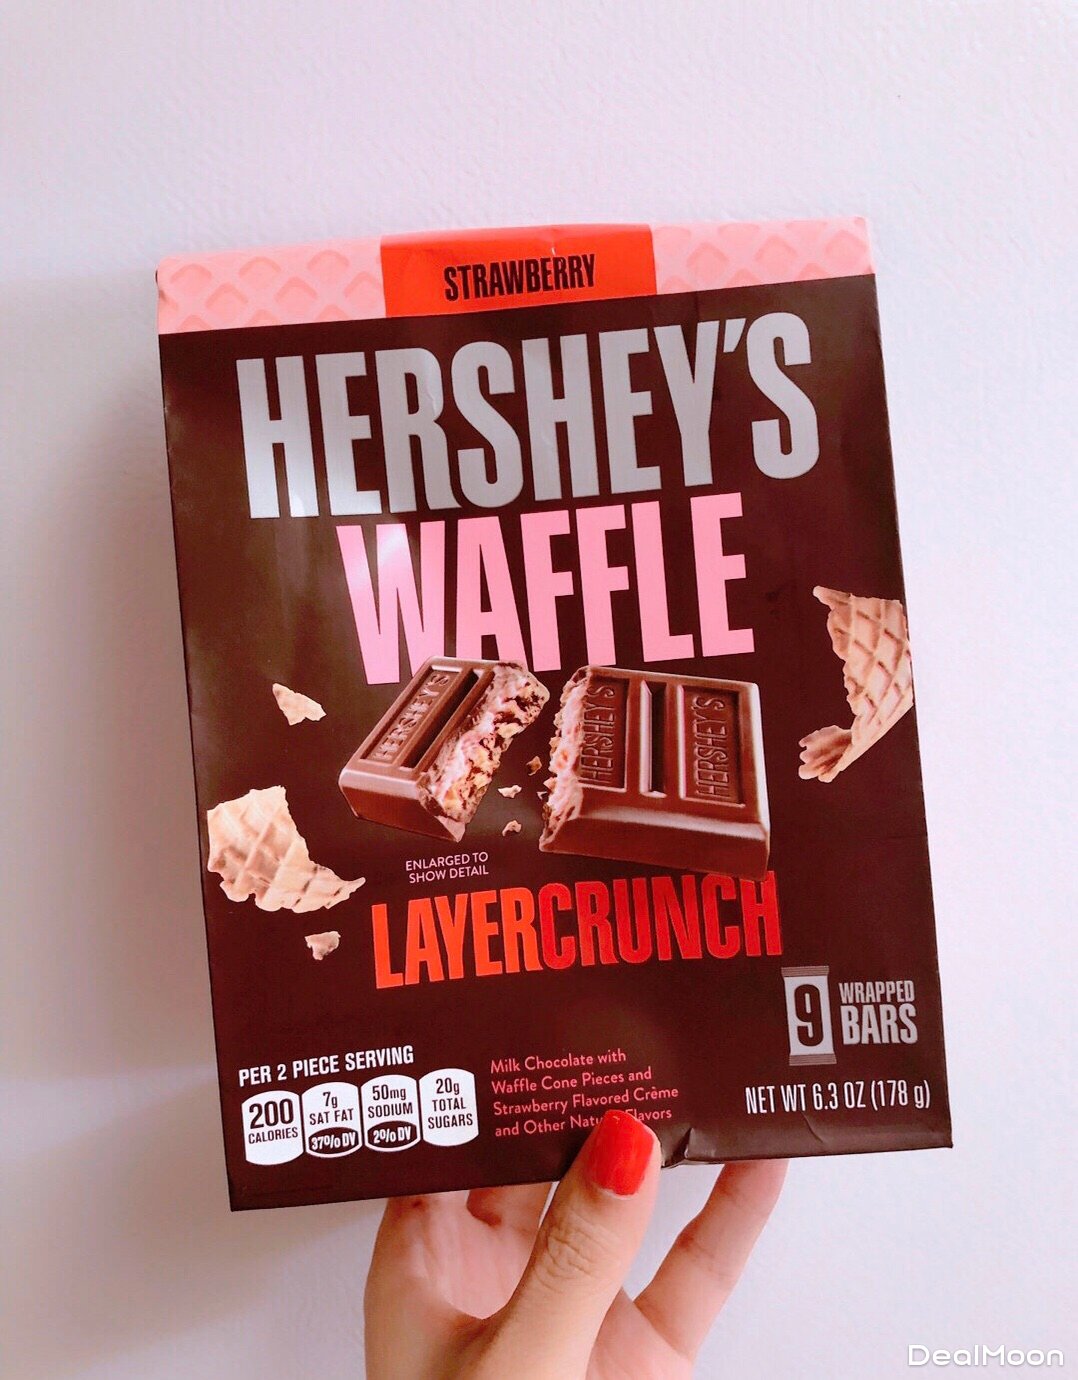 STRAWBERRY
HERSHEY'S
WAFFLE
HERSHEY'S
HERSHEY'S
HERSHEY'S
ENLARGED TO
SHOW DETAIL
LAYERCRUNCH
9
WRAPPED
BARS
PER 2 PIECE SERVING
200
CALORIES
7g
SAT FAT
37% DV
50mg
SODIUM
2% DV
20g
TOTAL
SUGARS
Milk Chocolate with
Waffle Cone Pieces and
Strawberry Flavored Crème
and Other Flavors
NET WT 6.3 OZ (178 g)
DealMoon